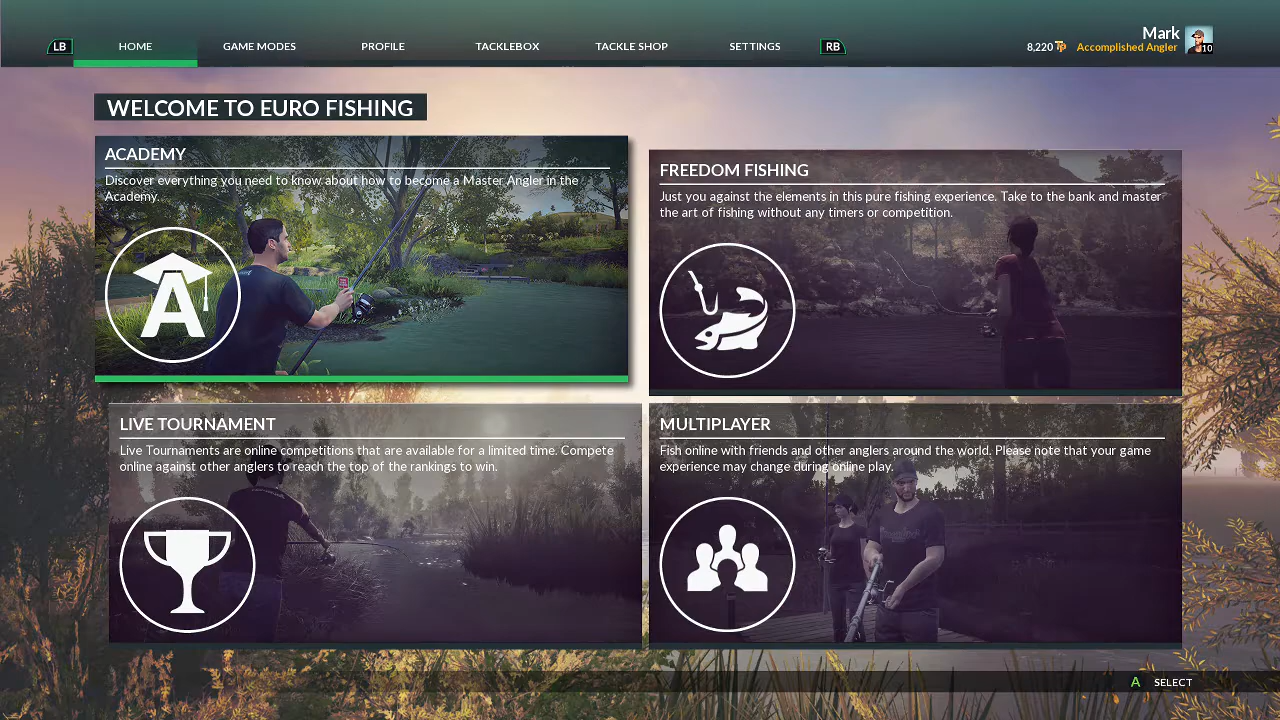 LB
HOME
GAME MODES
PROFILE
TACKLEBOX
TACKLE SHOP
SETTINGS
RB
8,220
Mark
Accomplished Angler
10
WELCOME TO EURO FISHING
ACADEMY
Discover everything you need to know about how to become a Master Angler in the
Academy.
A
FREEDOM FISHING
Just you against the elements in this pure fishing experience. Take to the bank and master
the art of fishing without any timers or competition.
LIVE TOURNAMENT
Live Tournaments are online competitions that are available for a limited time. Compete
online against other anglers to reach the top of the rankings to win.
MULTIPLAYER
Fish online with friends and other anglers around the world. Please note that your game
experience may change during online play.
A SELECT